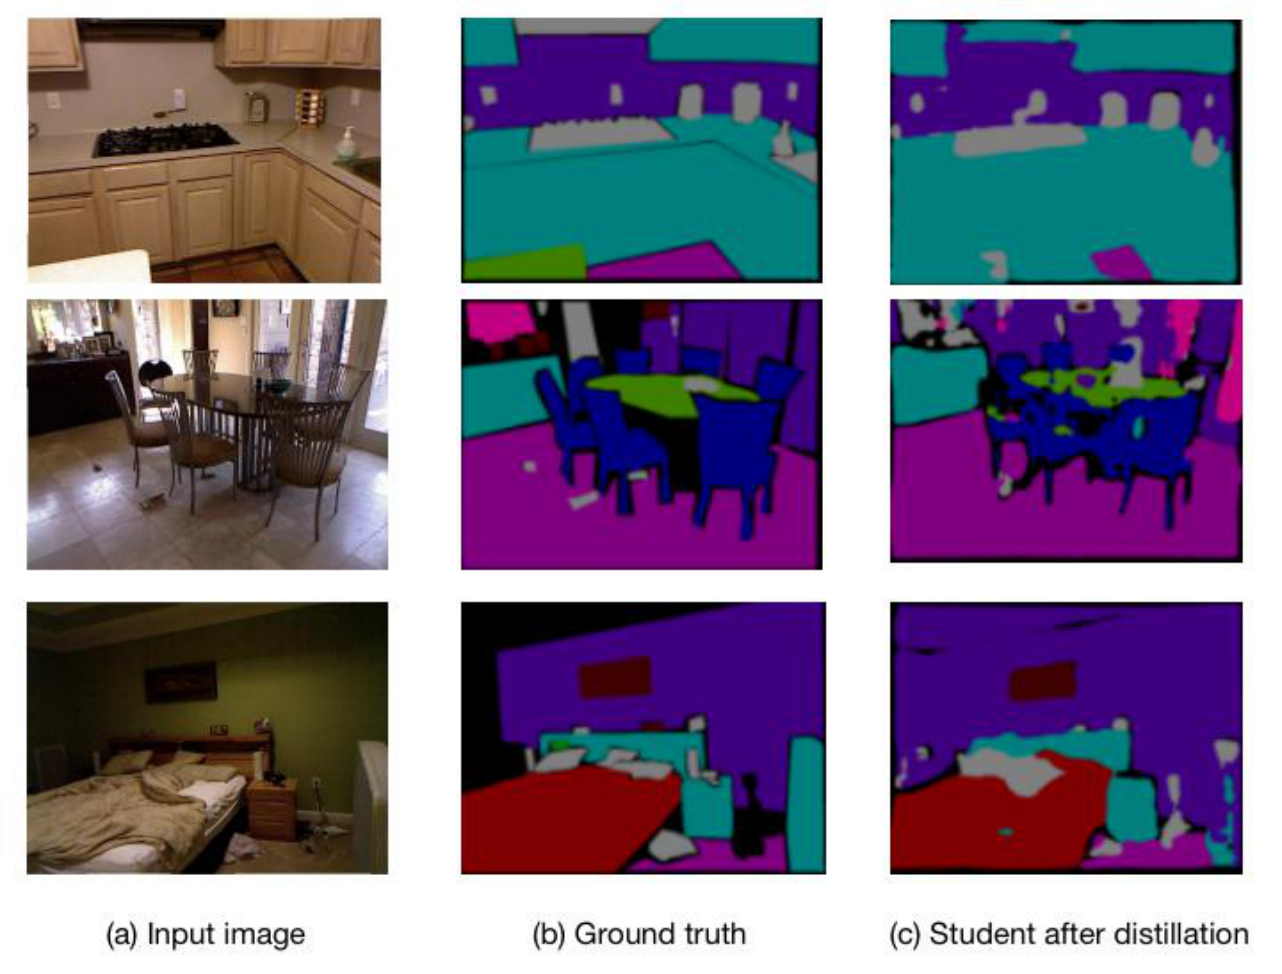 (a) Input image
(b) Ground truth
(c) Student after distillation